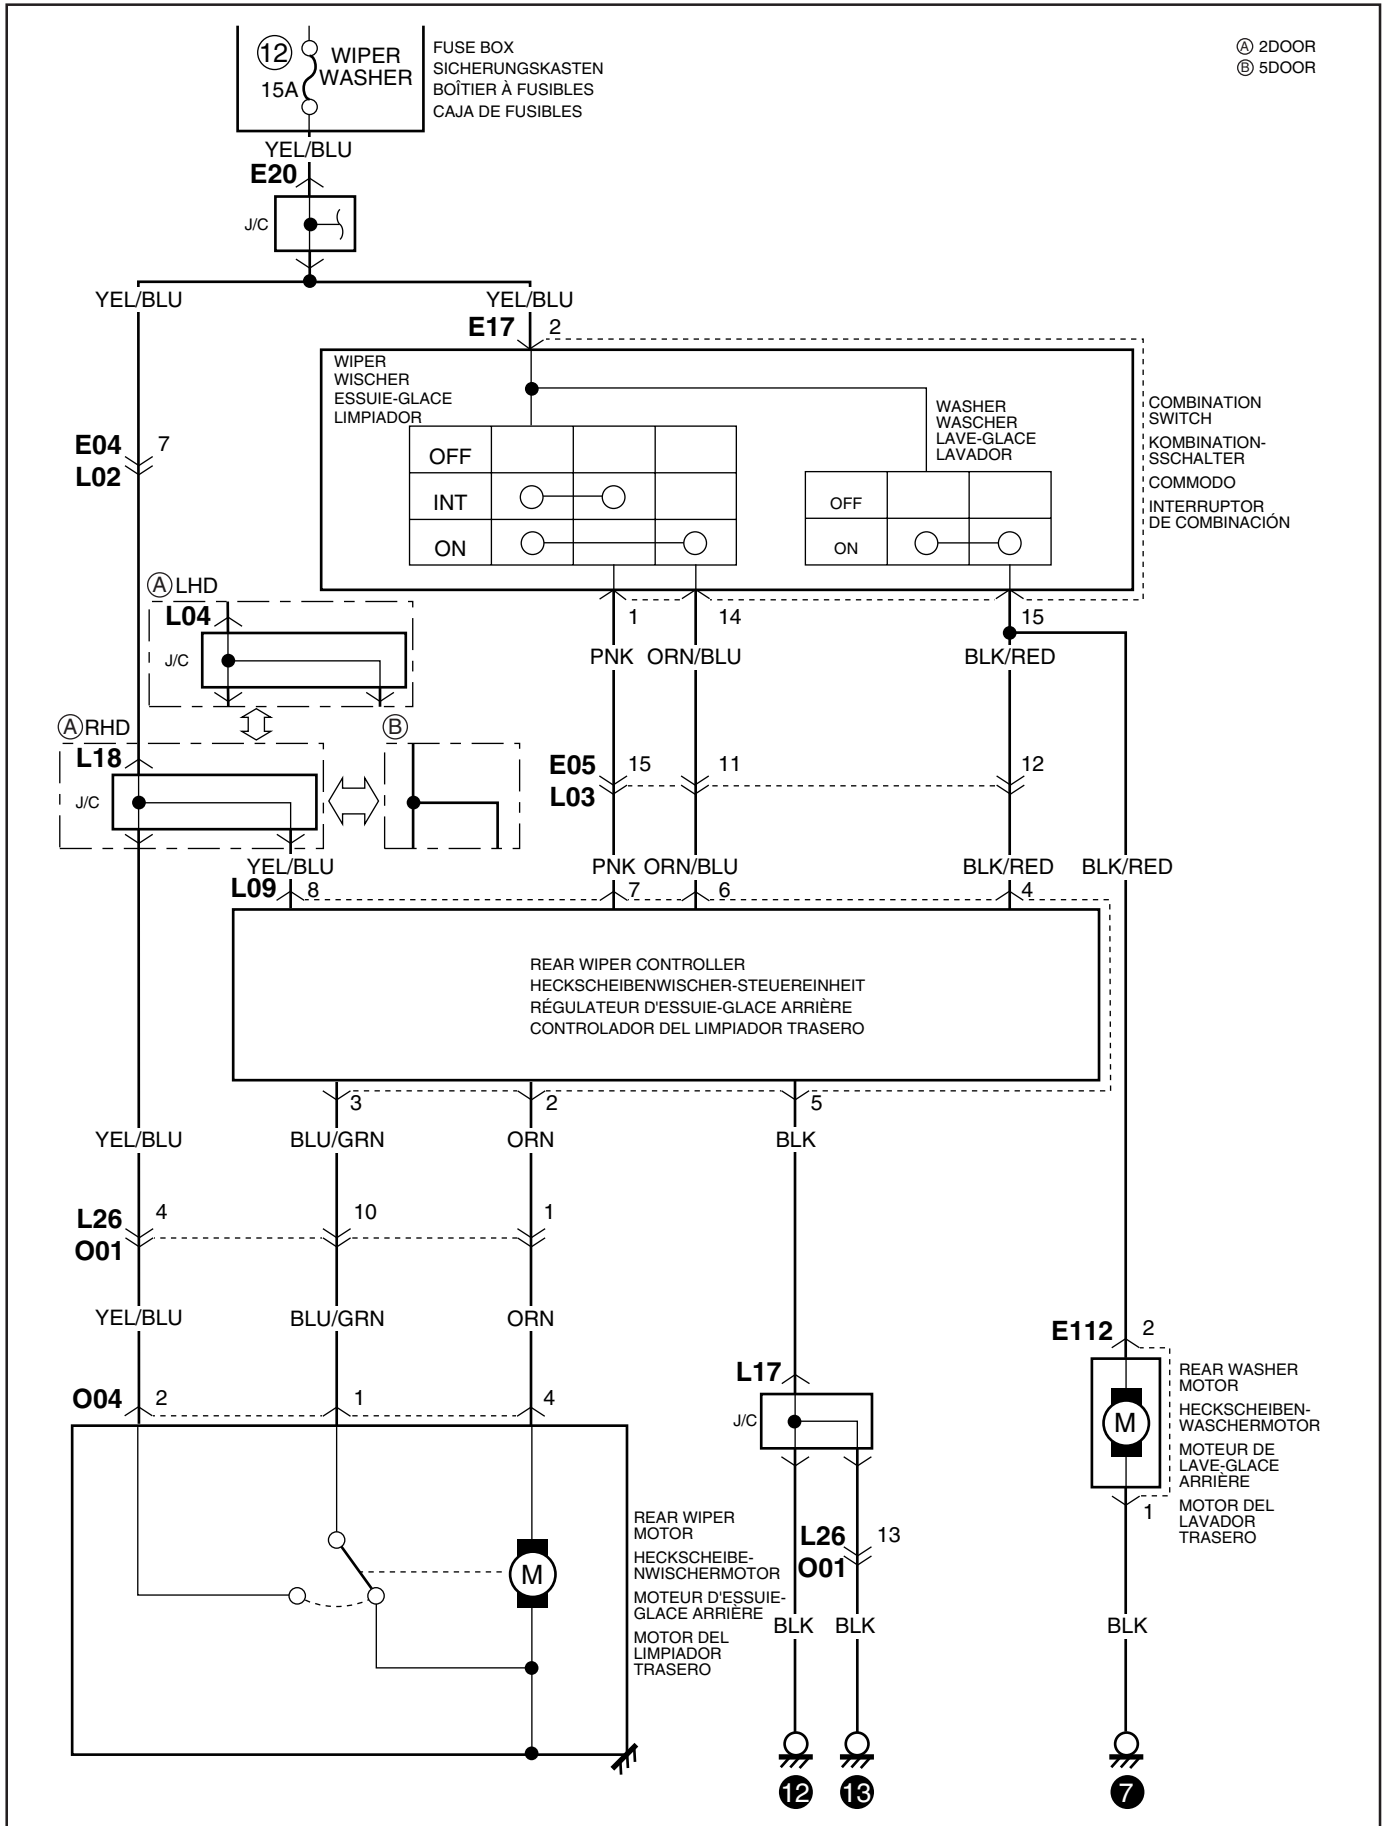 12
WIPER
WASHER
15A
FUSE BOX
SICHERUNGSKASTEN
BOÎTIER À FUSIBLES
CAJA DE FUSIBLES
A 2DOOR
B 5DOOR
YEL/BLU
E20
J/C
YEL/BLU
YEL/BLU
E17 2
WIPER
WISCHER
ESSUIE-GLACE
LIMPIADOR
OFF
INT
ON
WASHER
WASCHER
LAVE-GLACE
LAVADOR
OFF
ON
COMBINATION
SWITCH
KOMBINATION-
SSCHALTER
COMMODO
INTERRUPTOR
DE COMBINACIÓN
E04 7
L02
1 14 15
PNK ORN/BLU BLK/RED
A LHD
L04
J/C
A RHD
L18
J/C
B
E05 15 11 12
L03
YEL/BLU PNK ORN/BLU BLK/RED BLK/RED
L09 8 7 6 4
REAR WIPER CONTROLLER
HECKSCHEIBENWISCHER-STEUEREINHEIT
RÉGULATEUR D'ESSUIE-GLACE ARRIÈRE
CONTROLADOR DEL LIMPIADOR TRASERO
3 2 5
YEL/BLU BLU/GRN ORN BLK
L26 4 10 1
O01
YEL/BLU BLU/GRN ORN
O04 2 1 4
M
REAR WIPER
MOTOR
HECKSCHEIBE-
NWISCHERMOTOR
MOTEUR D'ESSUIE-
GLACE ARRIÈRE
MOTOR DEL
LIMPIADOR
TRASERO
L17
J/C
L26 13
O01
BLK BLK
12 13
E112 2
M
REAR WASHER
MOTOR
HECKSCHEIBEN-
WASCHERMOTOR
MOTEUR DE
LAVE-GLACE
ARRIÈRE
MOTOR DEL
LAVADOR
TRASERO
1
BLK
7